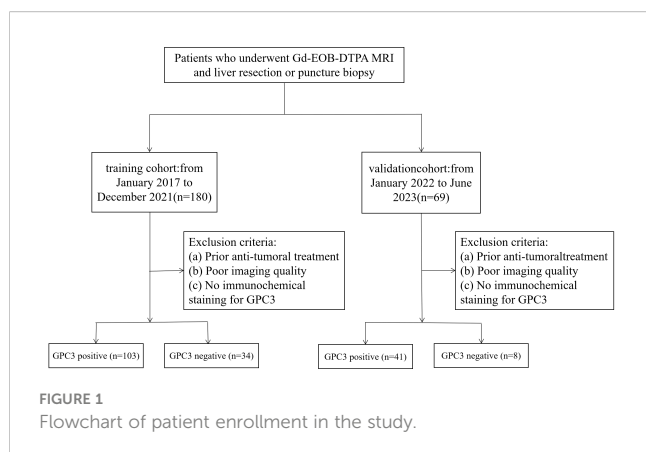 Patients who underwent Gd-EOB-DTPA MRI
and liver resection or puncture biopsy
training cohort:from
January 2017 to
December 2021(n=180)
validationcohort:from
January 2022 to June
2023(n=69)
Exclusion criteria:
(a) Prior anti-tumoral treatment
(b) Poor imaging quality
(c) No immunochemical
staining for GPC3
Exclusion criteria:
(a) Prior anti-tumoraltreatment
(b) Poor imaging quality
(c) No immunochemical
staining for GPC3
GPC3 positive (n=103)
GPC3 negative (n=34)
GPC3 positive (n=41)
GPC3 negative (n=8)
FIGURE 1
Flowchart of patient enrollment in the study.